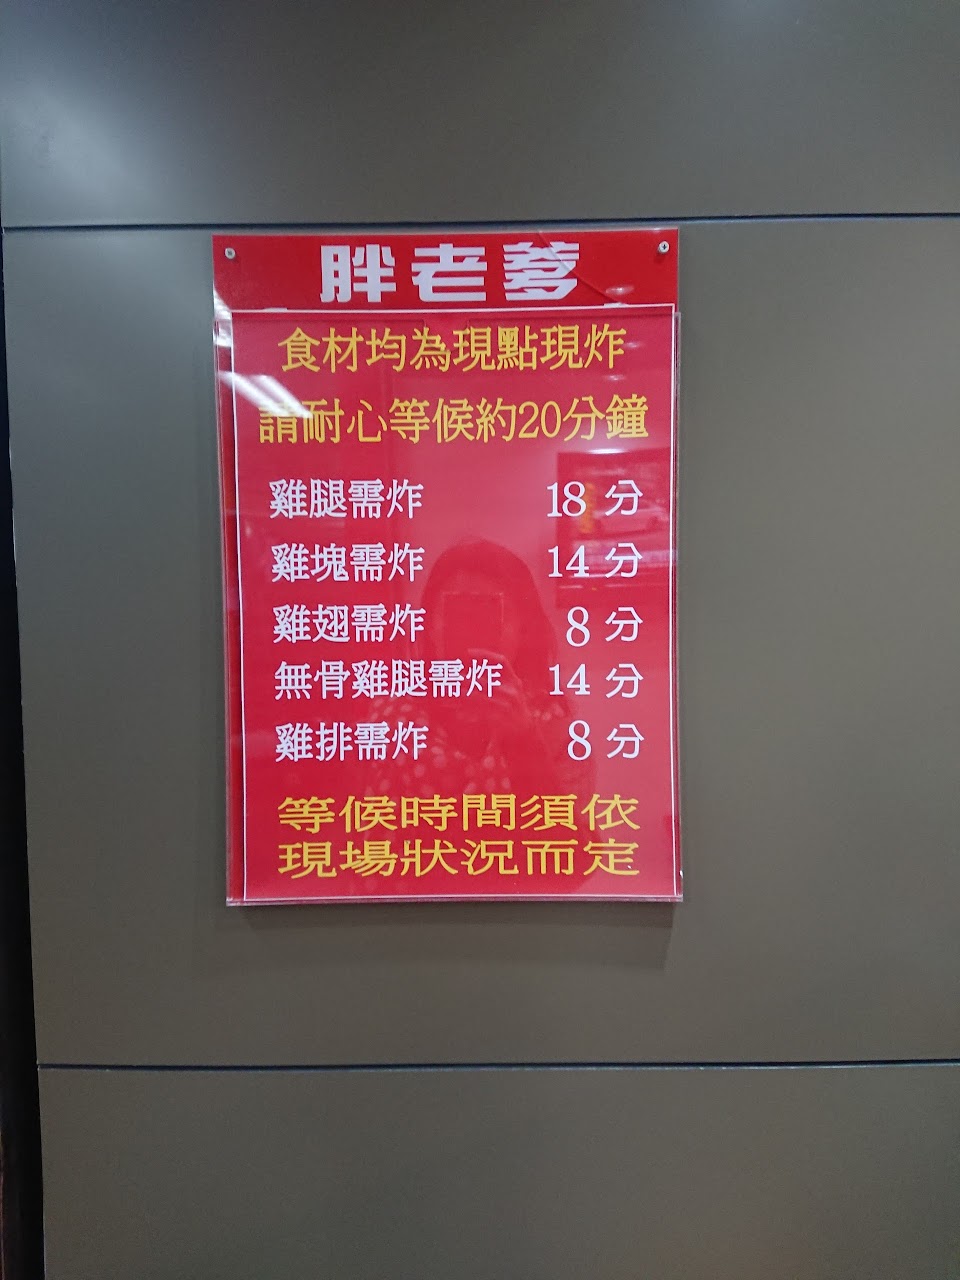 胖老爹
食材均為現點現炸
請耐心等候約20分鐘
雞腿需炸 18 分
雞塊需炸 14 分
雞翅需炸 8 分
無骨雞腿需炸 14 分
雞排需炸 8 分
等候時間須依
現場狀況而定